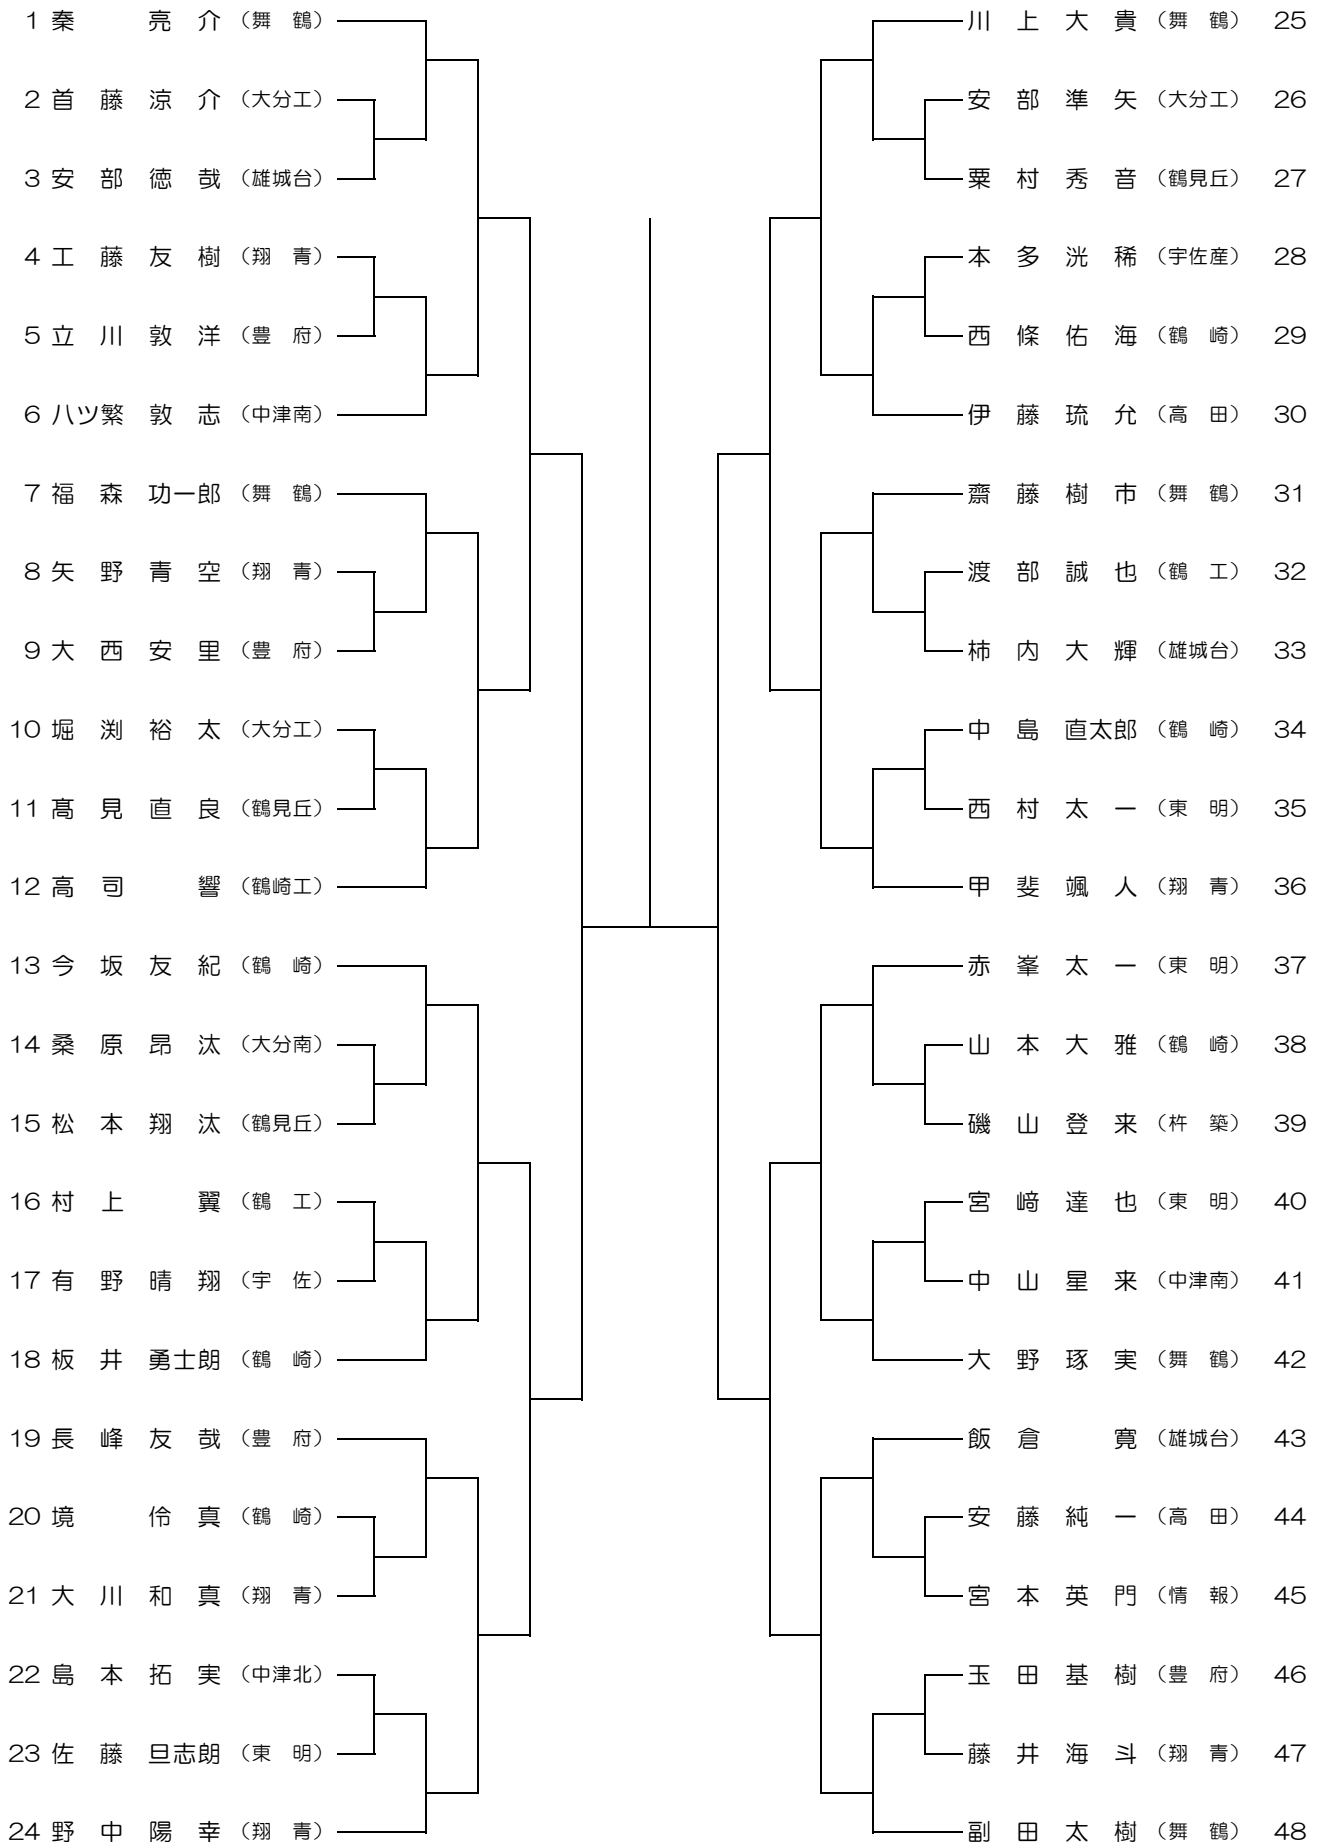 1 秦 亮 介 （舞 鶴）
2 首 藤 涼 介 （大分工）
3 安 部 徳 哉 （雄城台）
4 工 藤 友 樹 （翔 青）
5 立 川 敦 洋 （豊 府）
6 八ツ繁 敦 志 （中津南）
7 福 森 功一郎 （舞 鶴）
8 矢 野 青 空 （翔 青）
9 大 西 安 里 （豊 府）
10 堀 渕 裕 太 （大分工）
11 髙 見 直 良 （鶴見丘）
12 高 司 響 （鶴崎工）
13 今 坂 友 紀 （鶴 崎）
14 桑 原 昂 汰 （大分南）
15 松 本 翔 汰 （鶴見丘）
16 村 上 翼 （鶴 工）
17 有 野 晴 翔 （宇 佐）
18 板 井 勇士朗 （鶴 崎）
19 長 峰 友 哉 （豊 府）
20 境 伶 真 （鶴 崎）
21 大 川 和 真 （翔 青）
22 島 本 拓 実 （中津北）
23 佐 藤 旦志朗 （東 明）
24 野 中 陽 幸 （翔 青）
川 上 大 貴 （舞 鶴） 25
安 部 準 矢 （大分工） 26
粟 村 秀 音 （鶴見丘） 27
本 多 洸 稀 （宇佐産） 28
西 條 佑 海 （鶴 崎） 29
伊 藤 琉 允 （高 田） 30
齋 藤 樹 市 （舞 鶴） 31
渡 部 誠 也 （鶴 工） 32
柿 内 大 輝 （雄城台） 33
中 島 直太郎 （鶴 崎） 34
西 村 太 一 （東 明） 35
甲 斐 颯 人 （翔 青） 36
赤 峯 太 一 （東 明） 37
山 本 大 雅 （鶴 崎） 38
磯 山 登 来 （杵 築） 39
宮 﨑 達 也 （東 明） 40
中 山 星 来 （中津南） 41
大 野 琢 実 （舞 鶴） 42
飯 倉 寛 （雄城台） 43
安 藤 純 一 （高 田） 44
宮 本 英 門 （情 報） 45
玉 田 基 樹 （豊 府） 46
藤 井 海 斗 （翔 青） 47
副 田 太 樹 （舞 鶴） 48